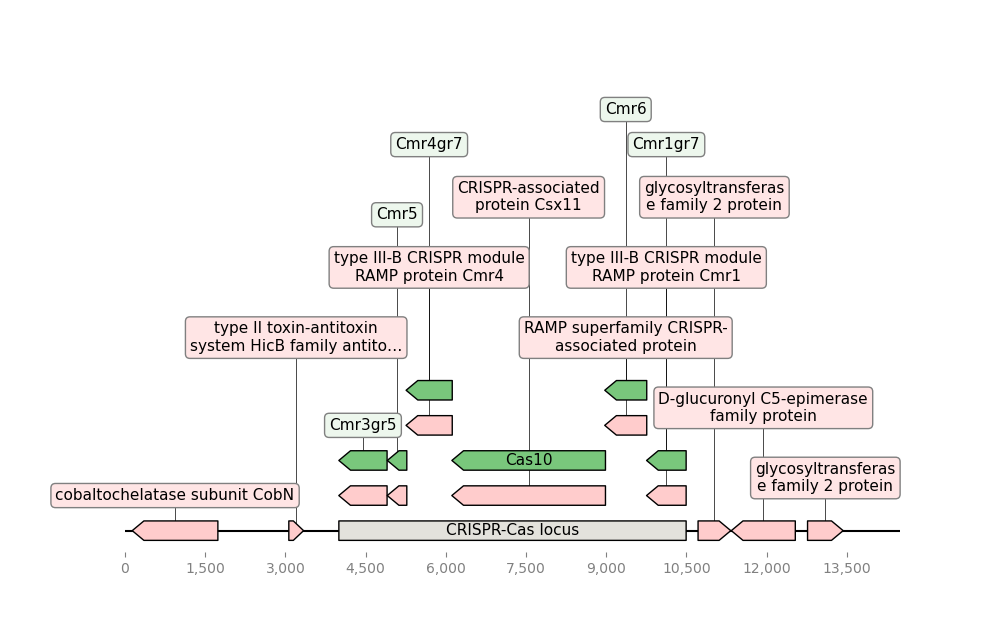 Cmr6
Cmr4gr7
Cmr1gr7
CRISPR-associated
protein Csx11
glycosyltransferas
e family 2 protein
Cmr5
type III-B CRISPR module
RAMP protein Cmr4
type III-B CRISPR module
RAMP protein Cmr1
type II toxin-antitoxin
system HicB family antito…
RAMP superfamily CRISPR-
associated protein
D-glucuronyl C5-epimerase
family protein
Cmr3gr5
Cas10
glycosyltransferas
e family 2 protein
cobaltochelatase subunit CobN
CRISPR-Cas locus
0 1,500 3,000 4,500 6,000 7,500 9,000 10,500 12,000 13,500